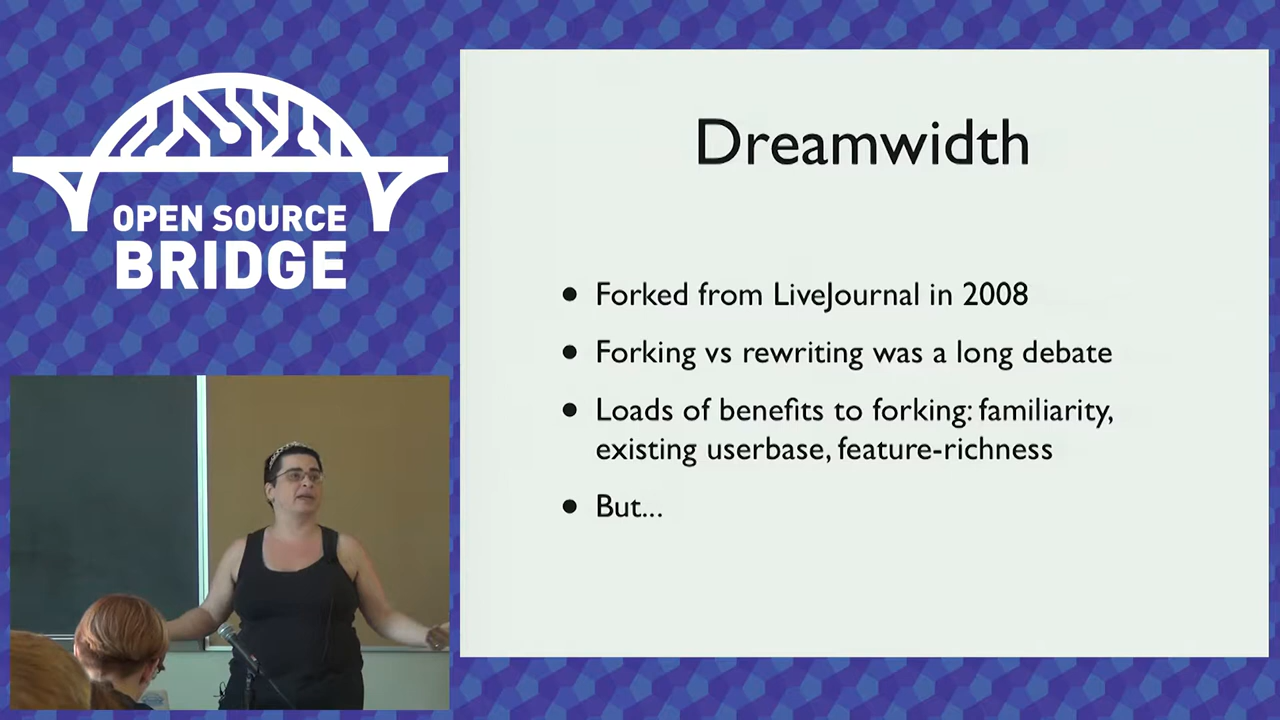 OPEN SOURCE
BRIDGE
Dreamwidth
• Forked from LiveJournal in 2008
• Forking vs rewriting was a long debate
• Loads of benefits to forking: familiarity,
existing userbase, feature-richness
• But...